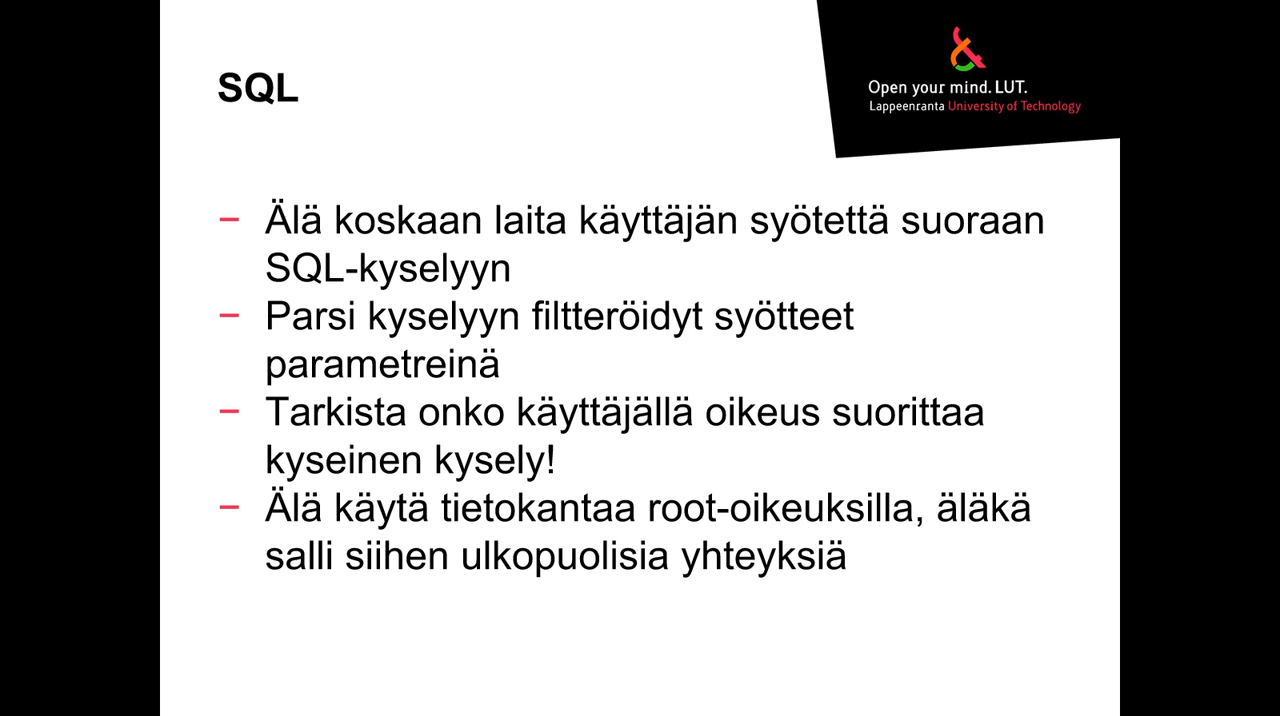 SQL
Open your mind. LUT.
Lappeenranta University of Technology
– Älä koskaan laita käyttäjän syötettä suoraan
SQL-kyselyyn
– Parsi kyselyyn filtteröidyt syötteet
parametreinä
– Tarkista onko käyttäjällä oikeus suorittaa
kyseinen kysely!
– Älä käytä tietokantaa root-oikeuksilla, äläkä
salli siihen ulkopuolisia yhteyksiä